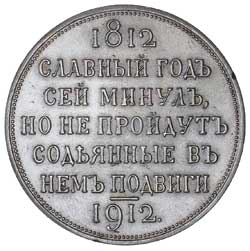 1812
СЛАВНЫЙ ГОДЪ
СЕЙ МИНУЛЪ,
НО НЕ ПРОЙДУТЪ
СОДѢЯННЫЕ ВЪ
НЕМЪ ПОДВИГИ
1912.